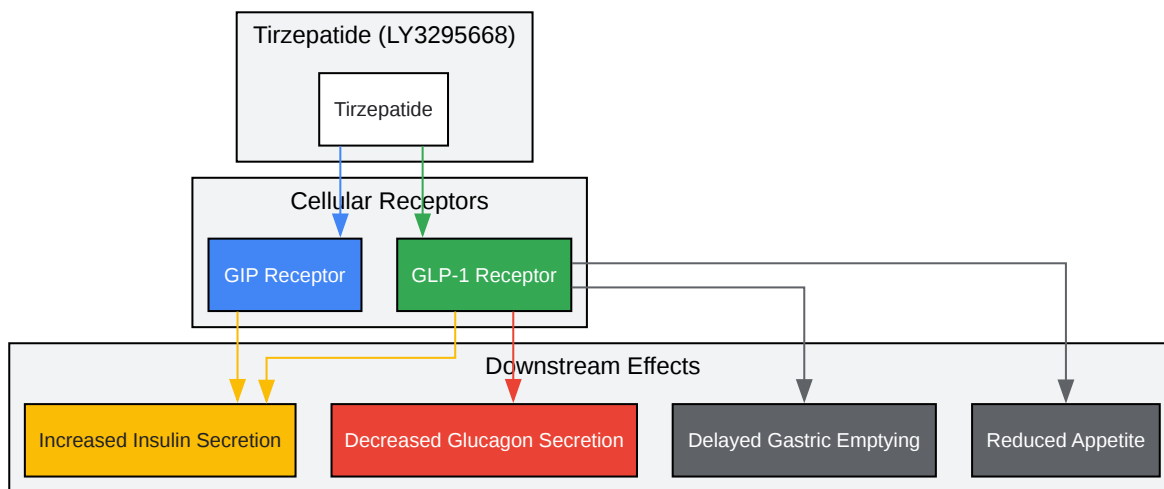 Tirzepatide (LY3295668)
Tirzepatide
Cellular Receptors
GIP Receptor
GLP-1 Receptor
Downstream Effects
Increased Insulin Secretion
Decreased Glucagon Secretion
Delayed Gastric Emptying
Reduced Appetite